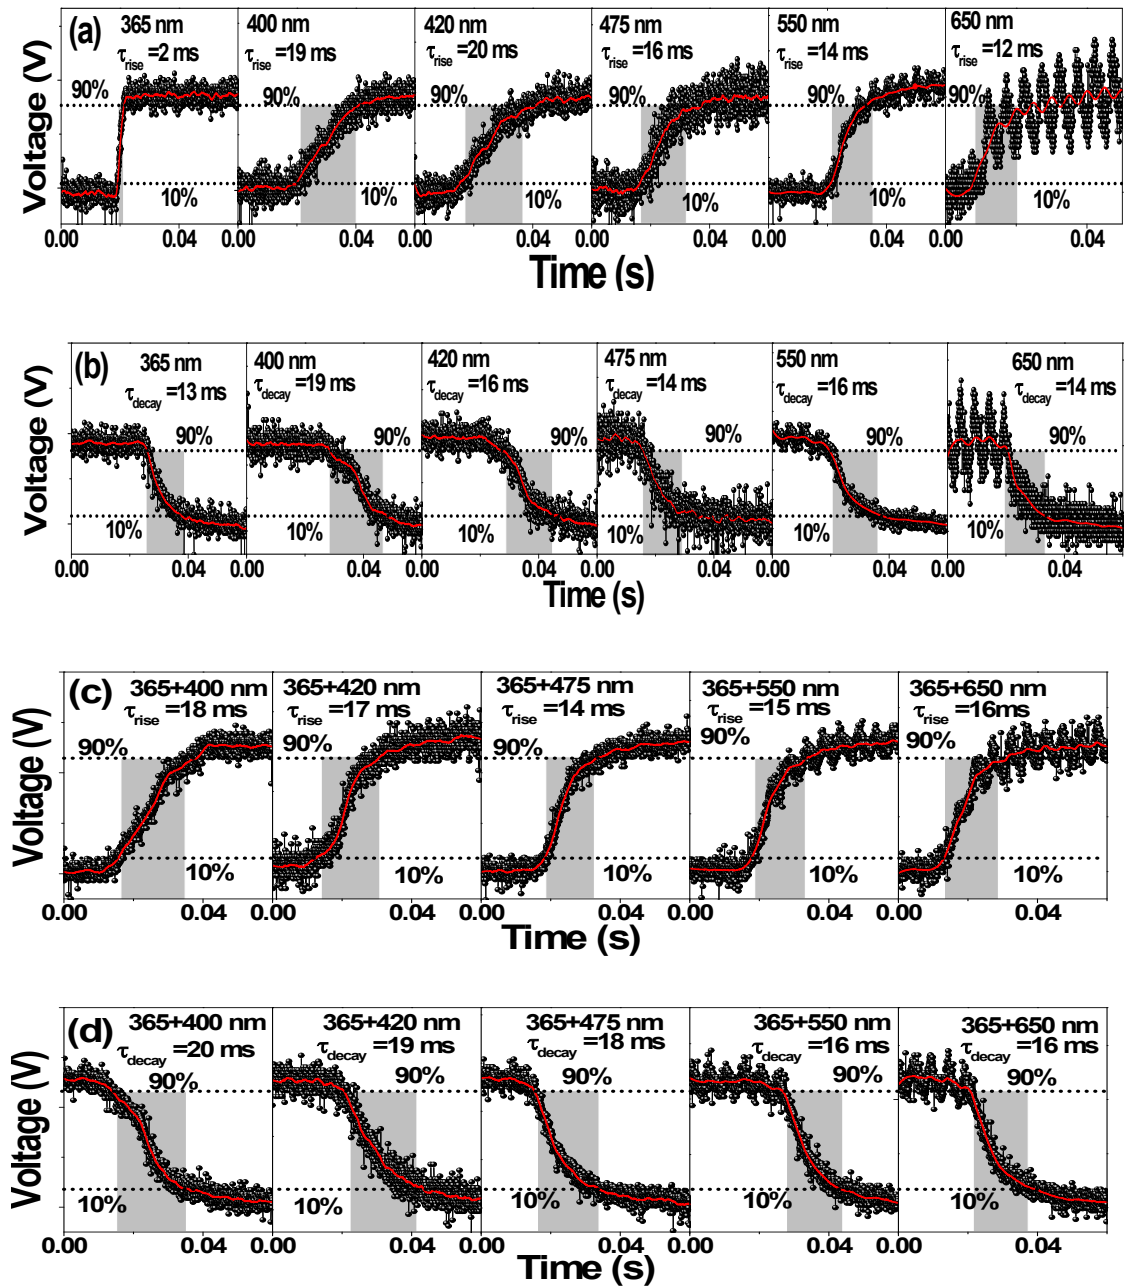 (a)
365 nm
τrise=2 ms
400 nm
τrise=19 ms
420 nm
τrise=20 ms
475 nm
τrise=16 ms
550 nm
τrise=14 ms
650 nm
τrise=12 ms
90% 90% 90% 90% 90% 90%
10% 10% 10% 10% 10% 10%
Voltage (V)
0.00 0.04 0.00 0.04 0.00 0.04 0.00 0.04 0.00 0.04 0.00 0.04
Time (s)
(b)
365 nm
τdecay=13 ms
400 nm
τdecay=19 ms
420 nm
τdecay=16 ms
475 nm
τdecay=14 ms
550 nm
τdecay=16 ms
650 nm
τdecay=14 ms
90% 90% 90% 90% 90% 90%
10% 10% 10% 10% 10% 10%
Voltage (V)
0.00 0.04 0.00 0.04 0.00 0.04 0.00 0.04 0.00 0.04 0.00 0.04
Time (s)
(c)
365+400 nm
τrise=18 ms
365+420 nm
τrise=17 ms
365+475 nm
τrise=14 ms
365+550 nm
τrise=15 ms
365+650 nm
τrise=16ms
90% 90% 90% 90% 90%
10% 10% 10% 10% 10%
Voltage (V)
0.00 0.04 0.00 0.04 0.00 0.04 0.00 0.04 0.00 0.04
Time (s)
(d)
365+400 nm
τdecay=20 ms
365+420 nm
τdecay=19 ms
365+475 nm
τdecay=18 ms
365+550 nm
τdecay=16 ms
365+650 nm
τdecay=16 ms
90% 90% 90% 90% 90%
10% 10% 10% 10% 10%
Voltage (V)
0.00 0.04 0.00 0.04 0.00 0.04 0.00 0.04 0.00 0.04
Time (s)